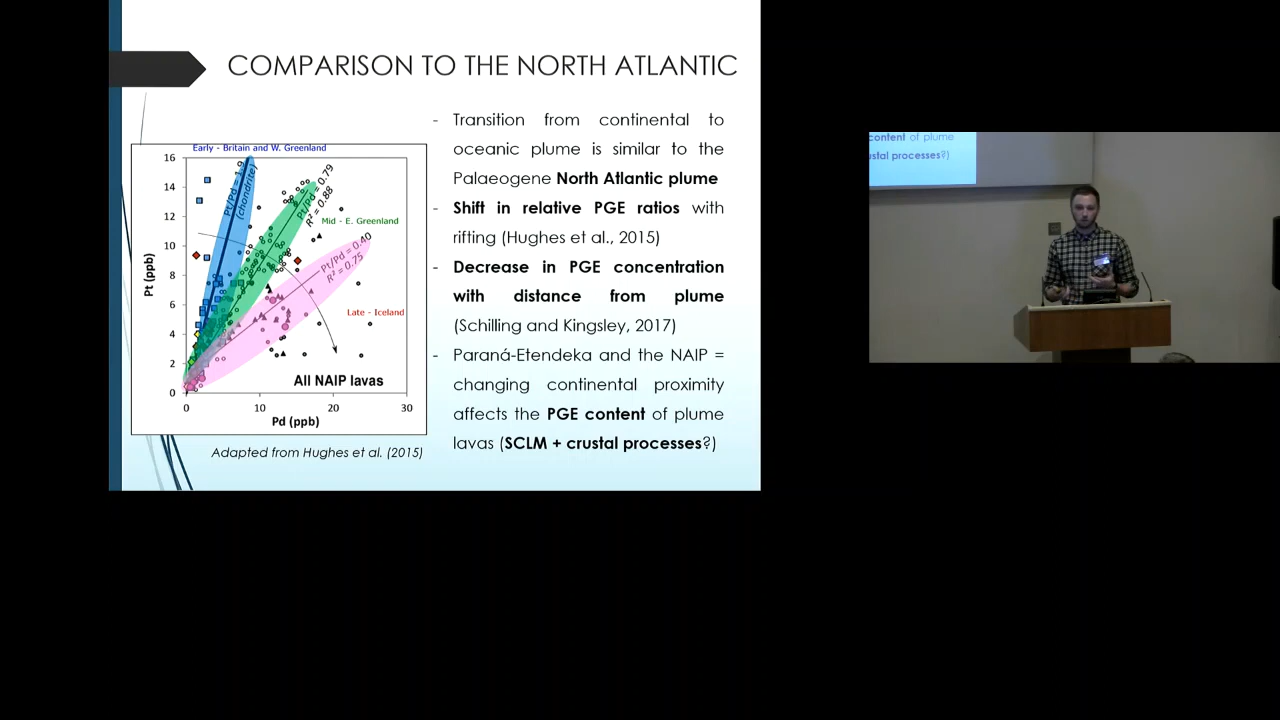 COMPARISON TO THE NORTH ATLANTIC
- Transition from continental to
oceanic plume is similar to the
Palaeogene North Atlantic plume
- Shift in relative PGE ratios with
rifting (Hughes et al., 2015)
- Decrease in PGE concentration
with distance from plume
(Schilling and Kingsley, 2017)
- Paraná-Etendeka and the NAIP =
changing continental proximity
affects the PGE content of plume
lavas (SCLM + crustal processes?)
Early - Britain and W. Greenland
Pt/Pd = 1.9
(chondrite)
Pt/Pd = 0.79
R² = 0.88
Mid - E. Greenland
Pt/Pd = 0.40
R² = 0.75
Late - Iceland
All NAIP lavas
Pt (ppb)
16
14
12
10
8
6
4
2
0
0 10 20 30
Pd (ppb)
Adapted from Hughes et al. (2015)
content of plume
ustal processes?)